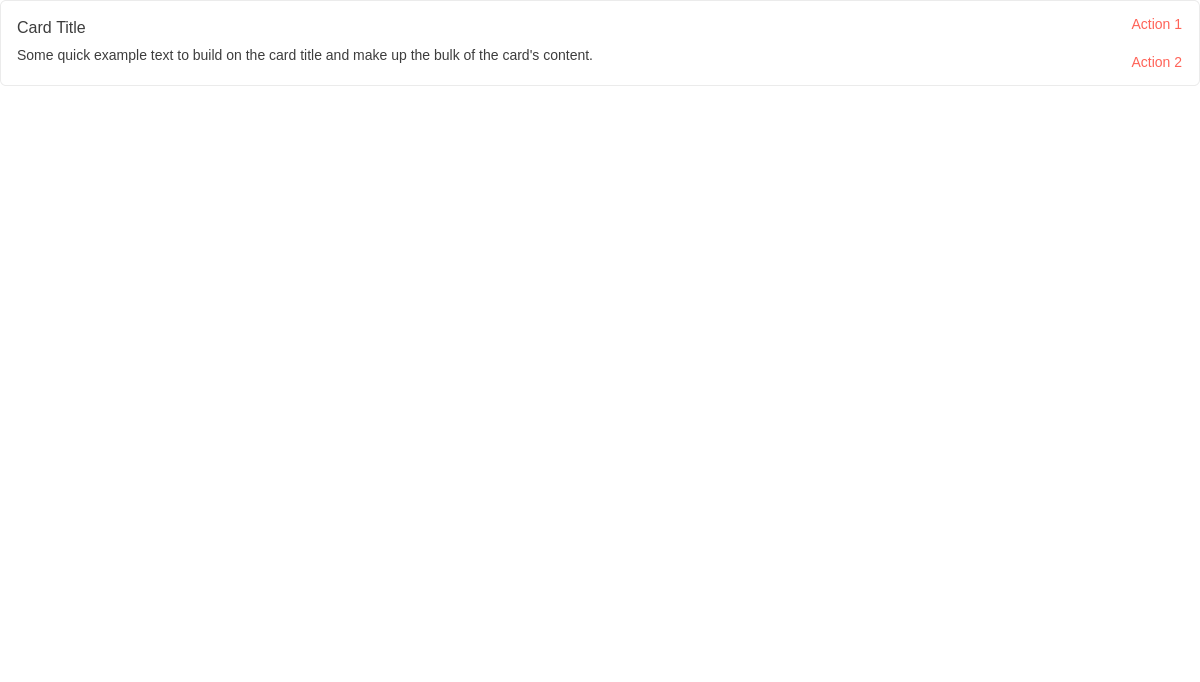 Card Title
Some quick example text to build on the card title and make up the bulk of the card's content.
Action 1
Action 2